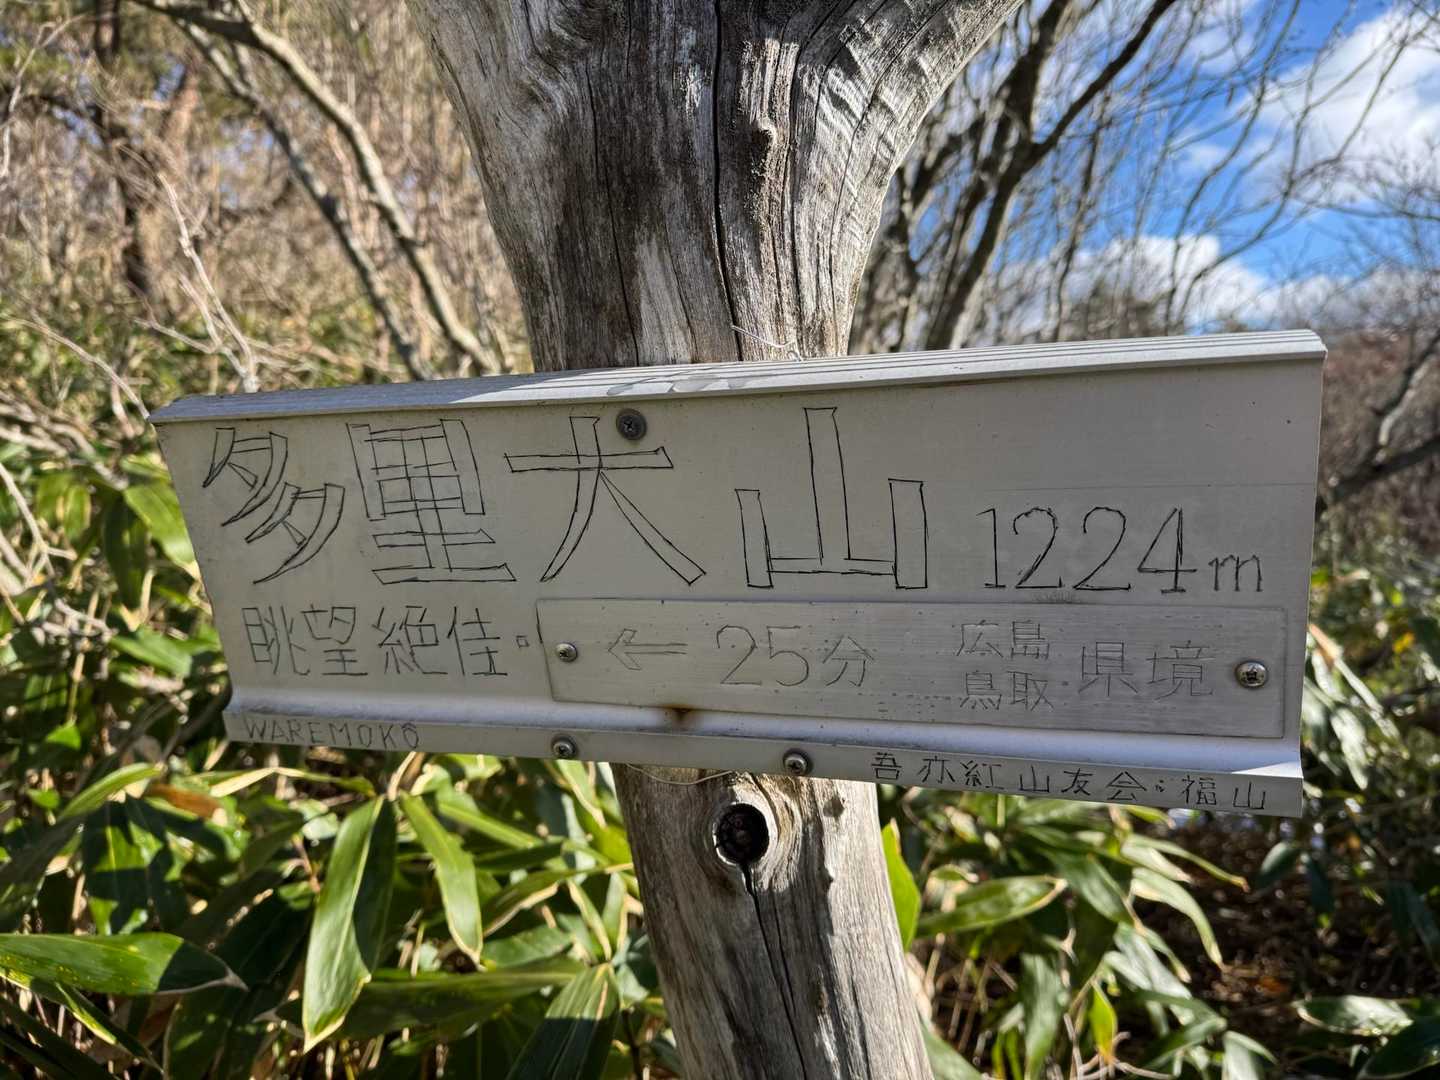 多里大山 1224m
眺望絶佳。
← 25分 広島 鳥取 県境
WAREMOKŌ
吾亦紅山友会・福山